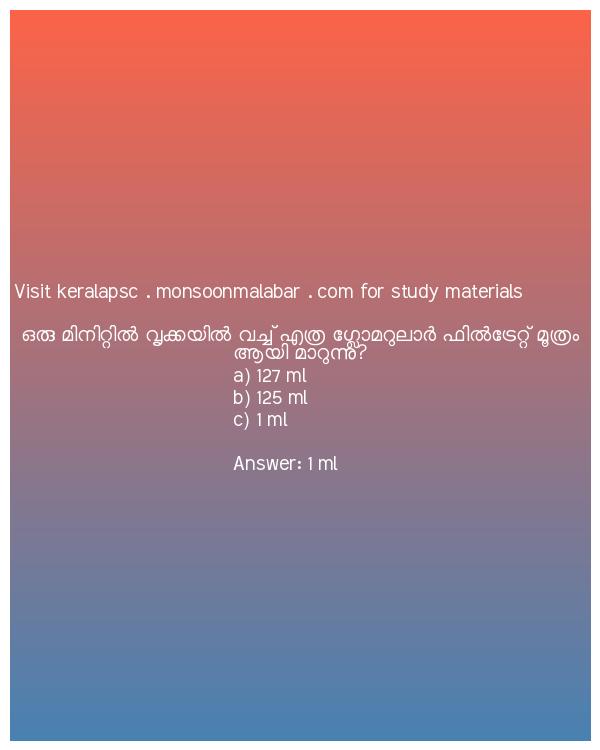 Visit keralapsc . monsoonmalabar . com for study materials
ഒരു മിനിറ്റിൽ വൃക്കയിൽ വച്ച് എത്ര ഗ്ലോമറുലാർ ഫിൽട്രേറ്റ് മൂത്രം
ആയി മാറുന്നു?
a) 127 ml
b) 125 ml
c) 1 ml
Answer: 1 ml